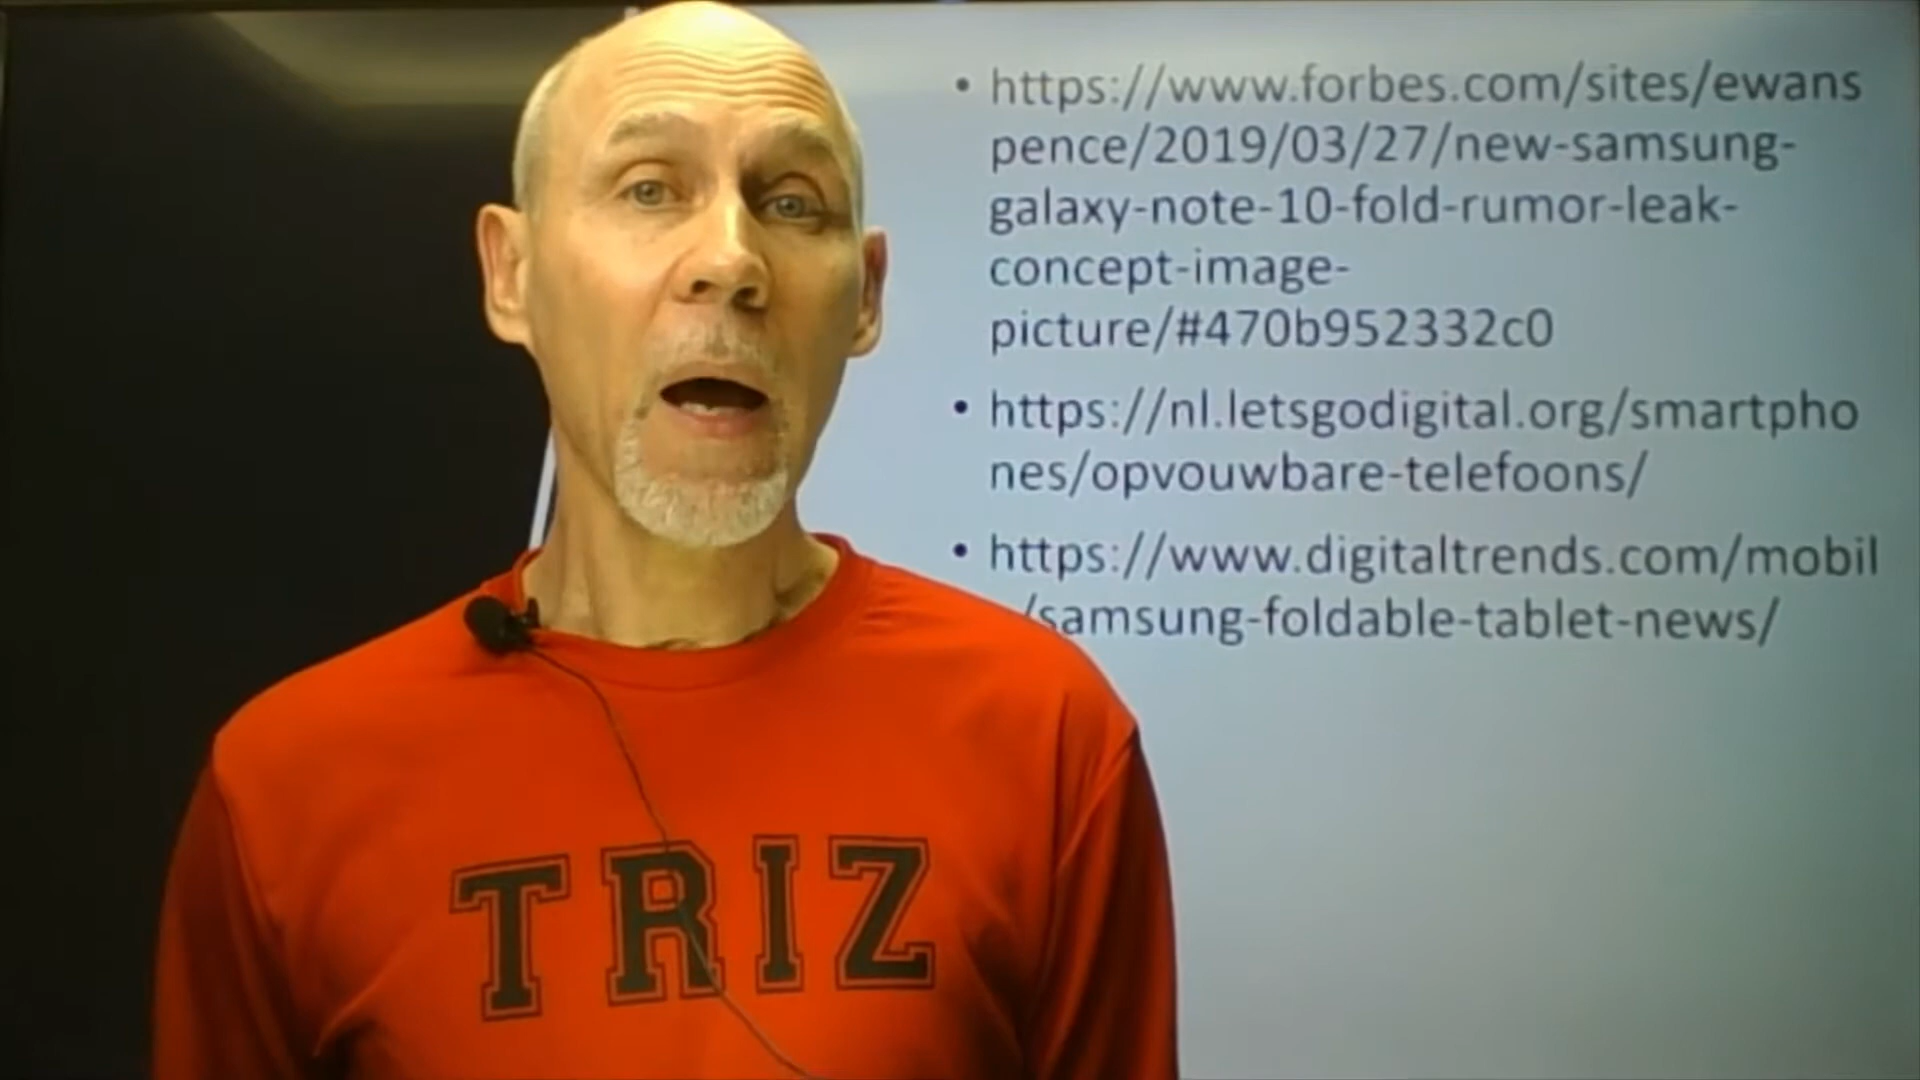 • https://www.forbes.com/sites/ewans
pence/2019/03/27/new-samsung-
galaxy-note-10-fold-rumor-leak-
concept-image-
picture/#470b952332c0
• https://nl.letsgodigital.org/smartpho
nes/opvouwbare-telefoons/
• https://www.digitaltrends.com/mobil
/samsung-foldable-tablet-news/
TRIZ